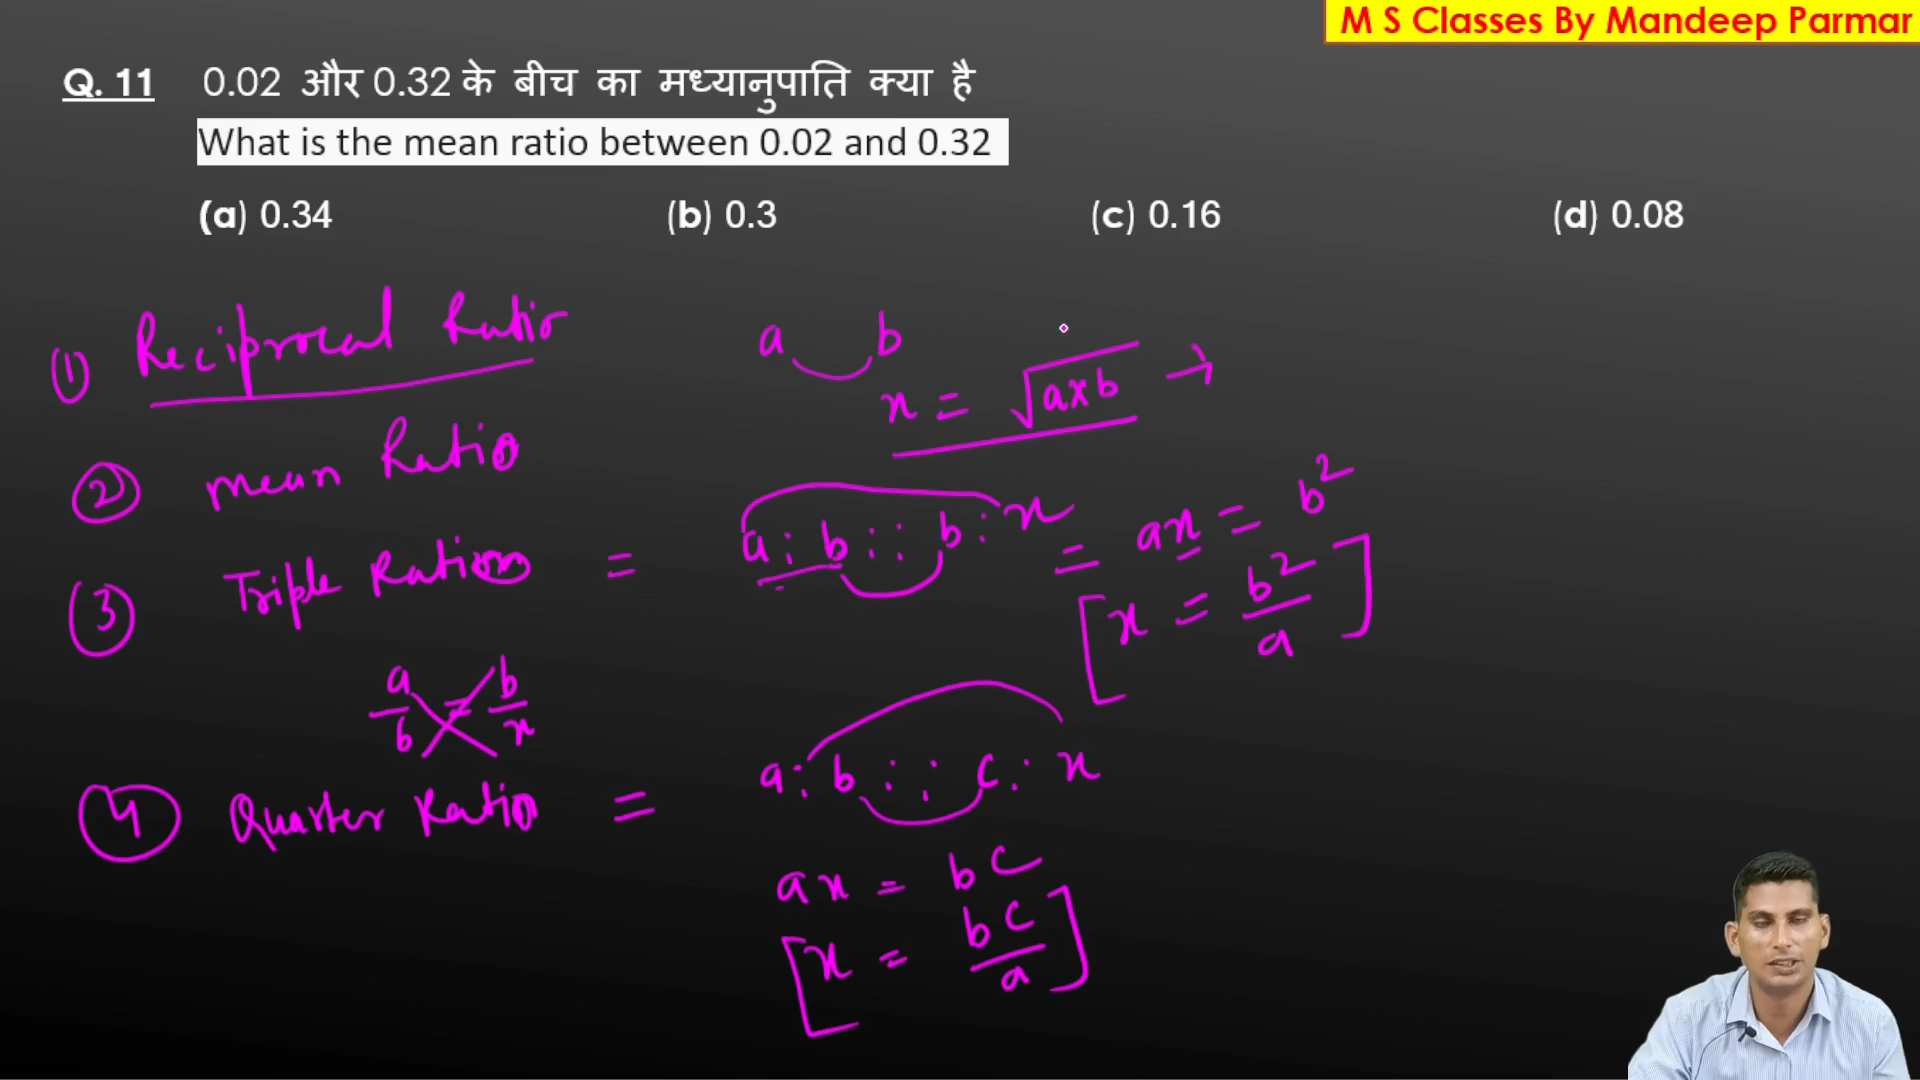 M S Classes By Mandeep Parmar
Q. 11 0.02 और 0.32 के बीच का मध्यानुपाति क्या है
What is the mean ratio between 0.02 and 0.32
(a) 0.34 (b) 0.3 (c) 0.16 (d) 0.08
(1) Reciprocal Ratio
a b
x = √a×b →
(2) mean Ratio
(3) Triple Ration = a : b :: b : x = ax = b²
[x = b²/a]
a/b = b/x
(4) Quarter Ratio = a : b :: c : x
ax = bc
[x = bc/a]